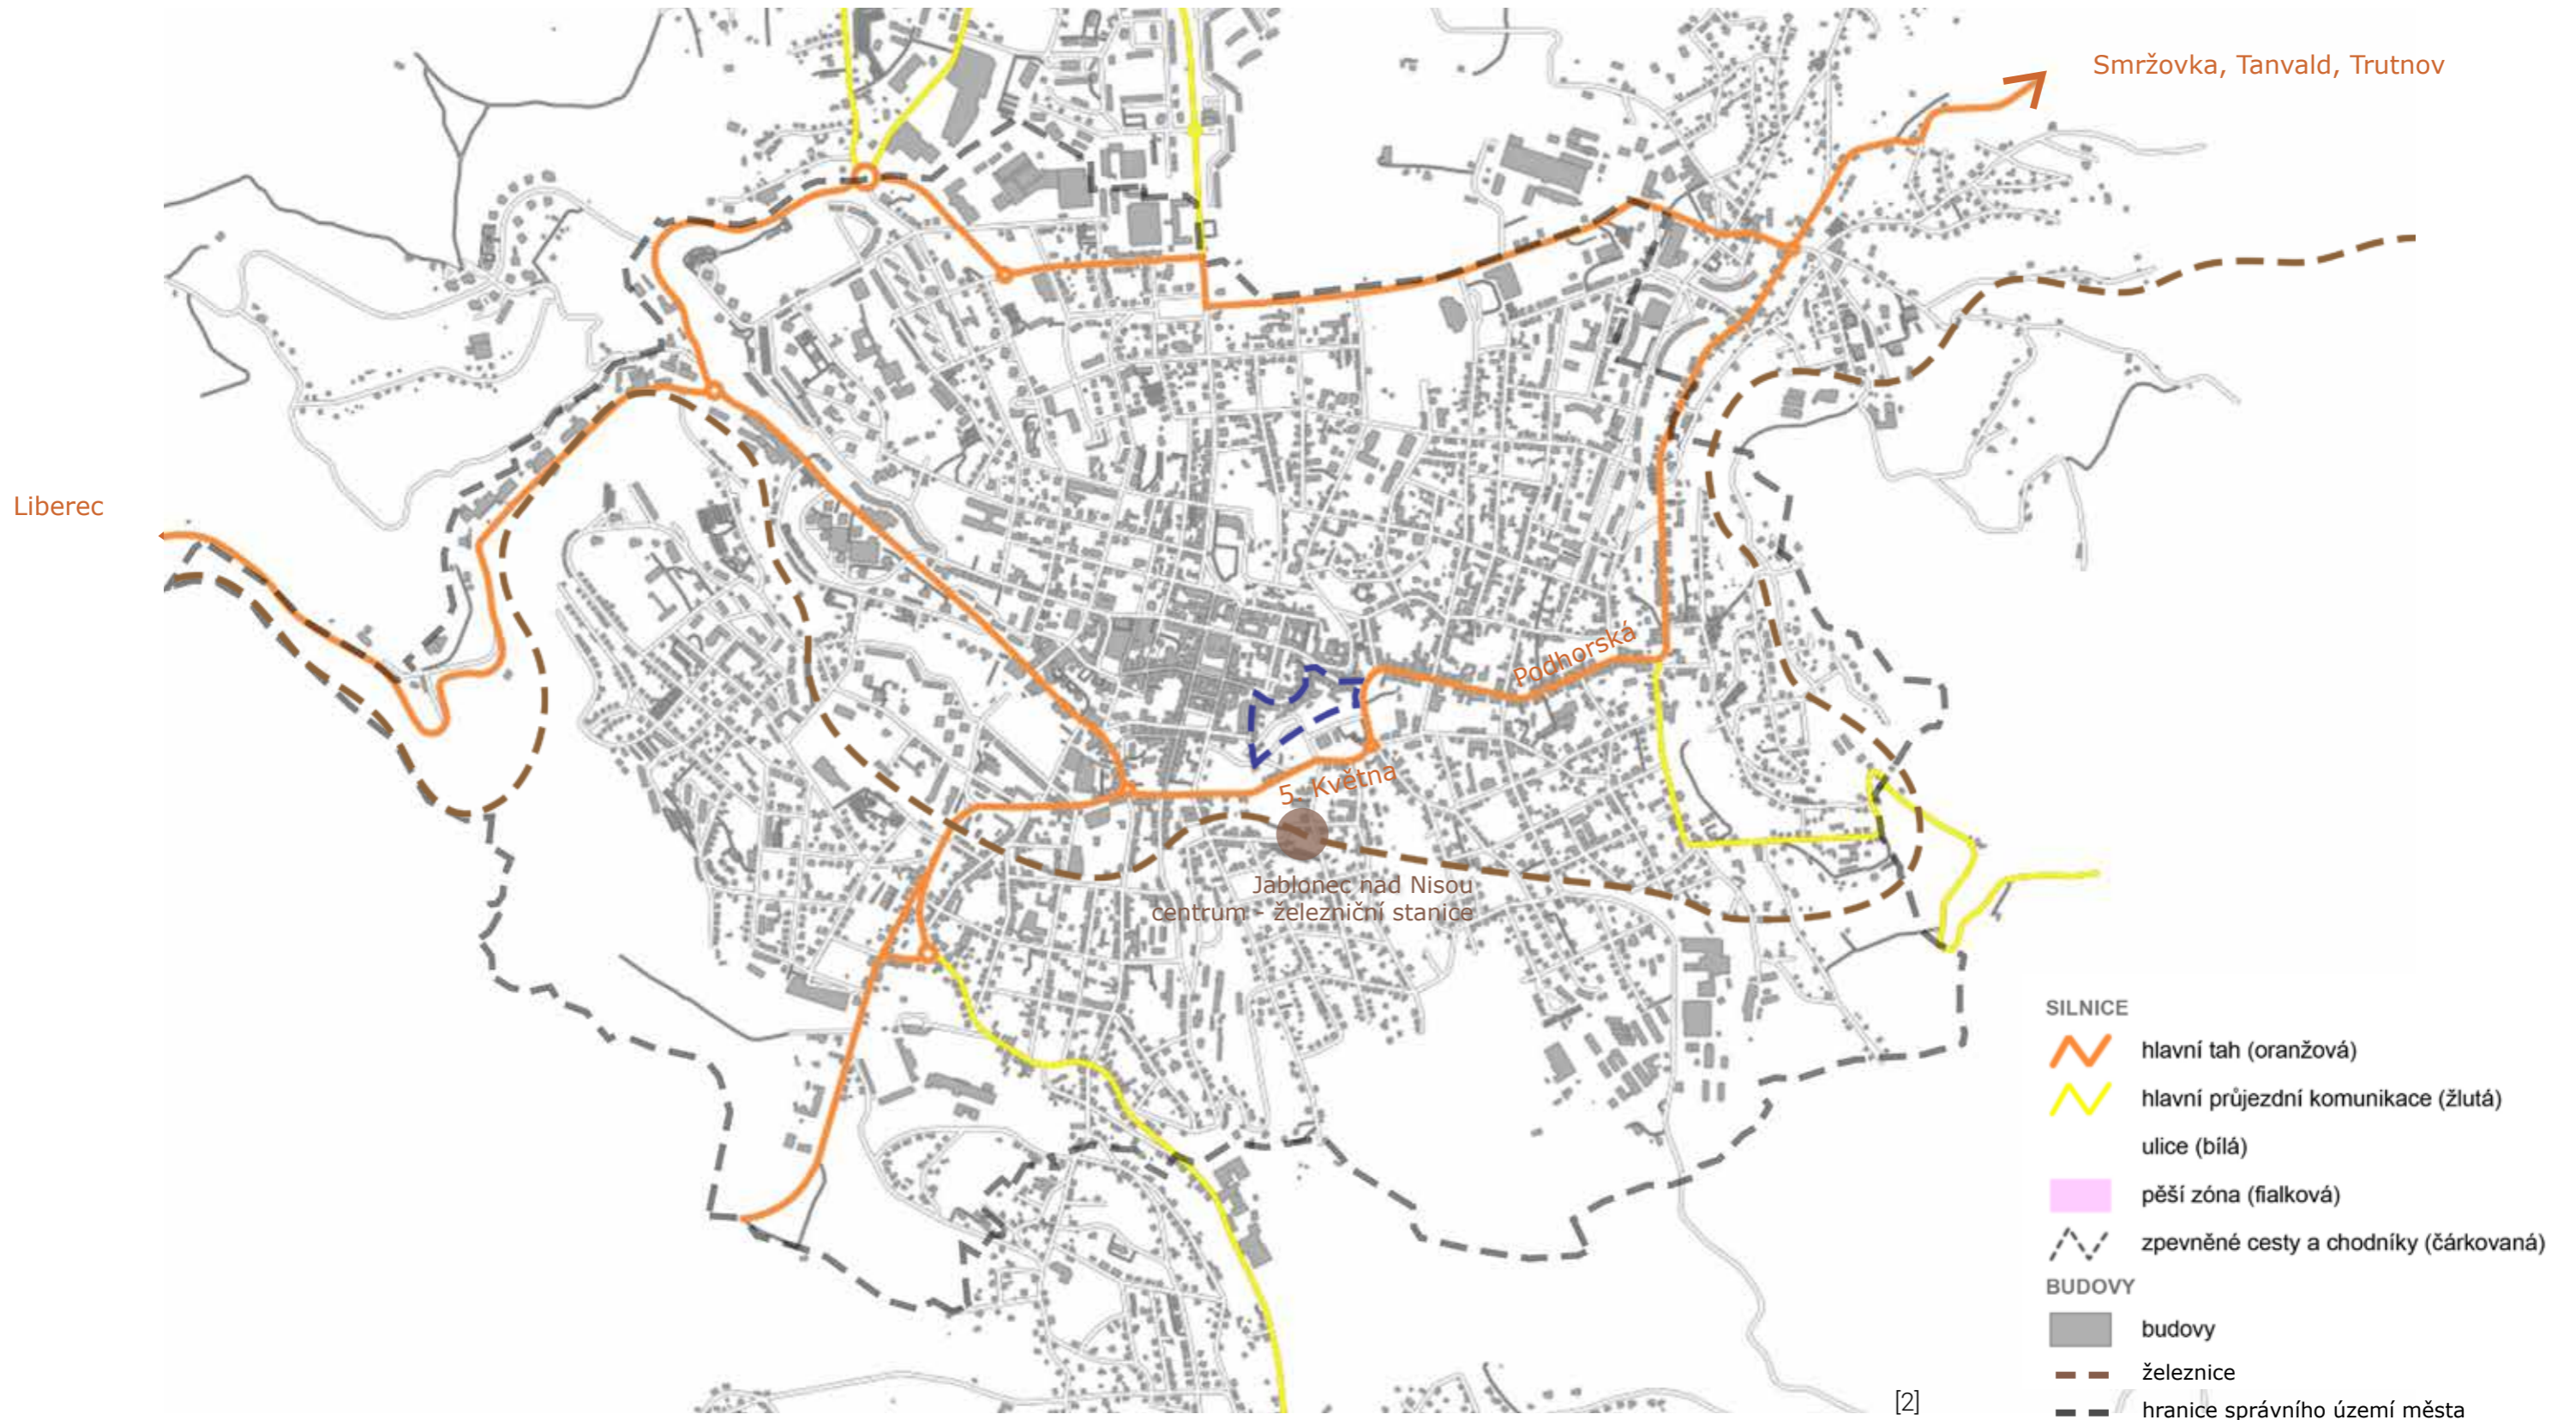 Smržovka, Tanvald, Trutnov
Liberec
Podhorská
5. Května
Jablonec nad Nisou
centrum - železniční stanice
SILNICE
hlavní tah (oranžová)
hlavní průjezdní komunikace (žlutá)
ulice (bílá)
pěší zóna (fialková)
zpevněné cesty a chodníky (čárkovaná)
BUDOVY
budovy
železnice
[2]
hranice správního území města